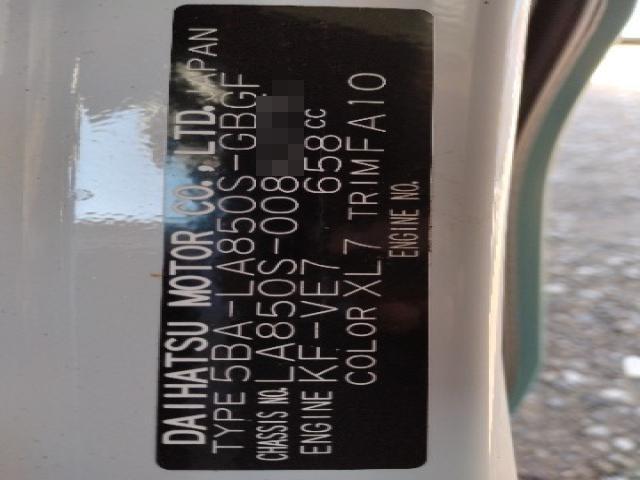 DAIHATSU MOTOR CO., LTD. JAPAN
TYPE 5BA-LA850S-GBGF
CHASSIS NO. LA850S-008
ENGINE KF-VE7 658cc
COLOR XL7 TRIM FA10
ENGINE NO.